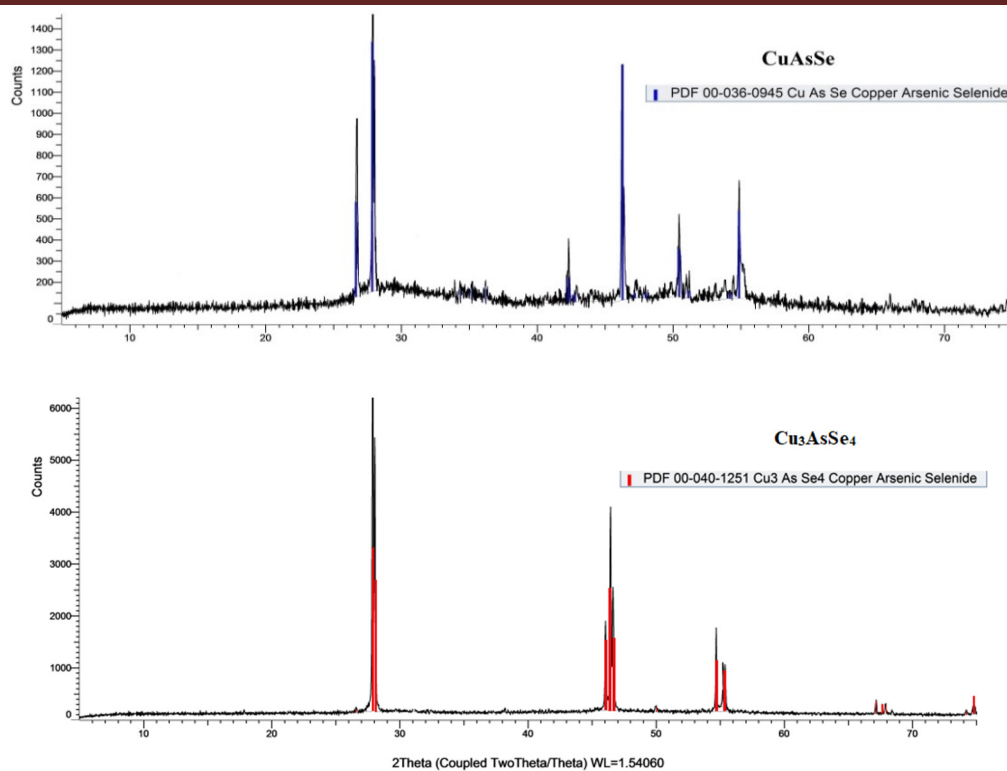 CuAsSe
PDF 00-036-0945 Cu As Se Copper Arsenic Selenide
Counts
1400
1300
1200
1100
1000
900
800
700
600
500
400
300
200
0
10 20 30 40 50 60 70
Cu₃AsSe₄
PDF 00-040-1251 Cu3 As Se4 Copper Arsenic Selenide
Counts
6000
5000
4000
3000
2000
1000
0
10 20 30 40 50 60 70
2Theta (Coupled TwoTheta/Theta) WL=1.54060